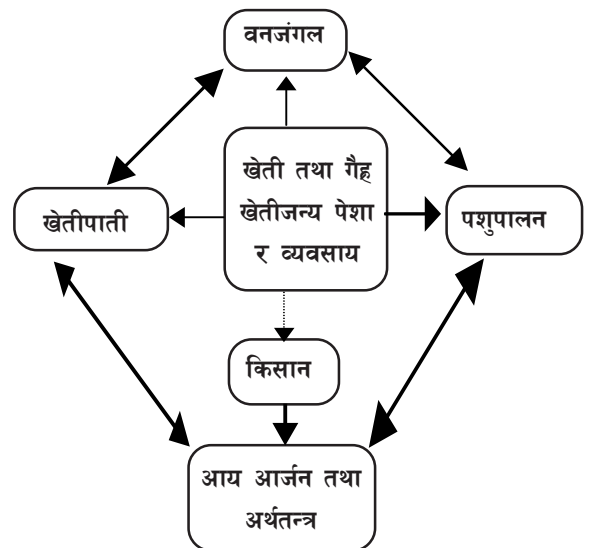 वनजंगल
खेती तथा गैह्र
खेतीजन्य पेशा
र व्यवसाय
खेतीपाती
पशुपालन
किसान
आय आर्जन तथा
अर्थतन्त्र